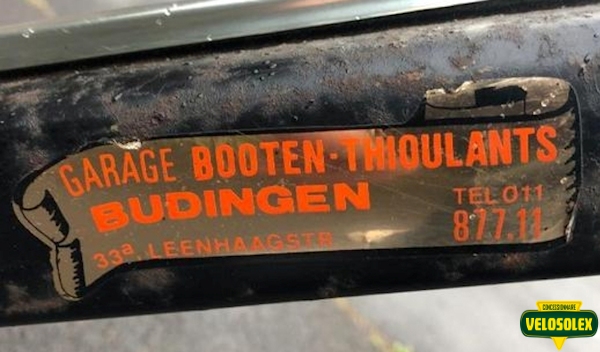 GARAGE BOOTEN-THIOULANTS
BUDINGEN
TEL 011
33a, LEENHAAGSTR.
877.11
CONCESSIONNAIRE
VELOSOLEX